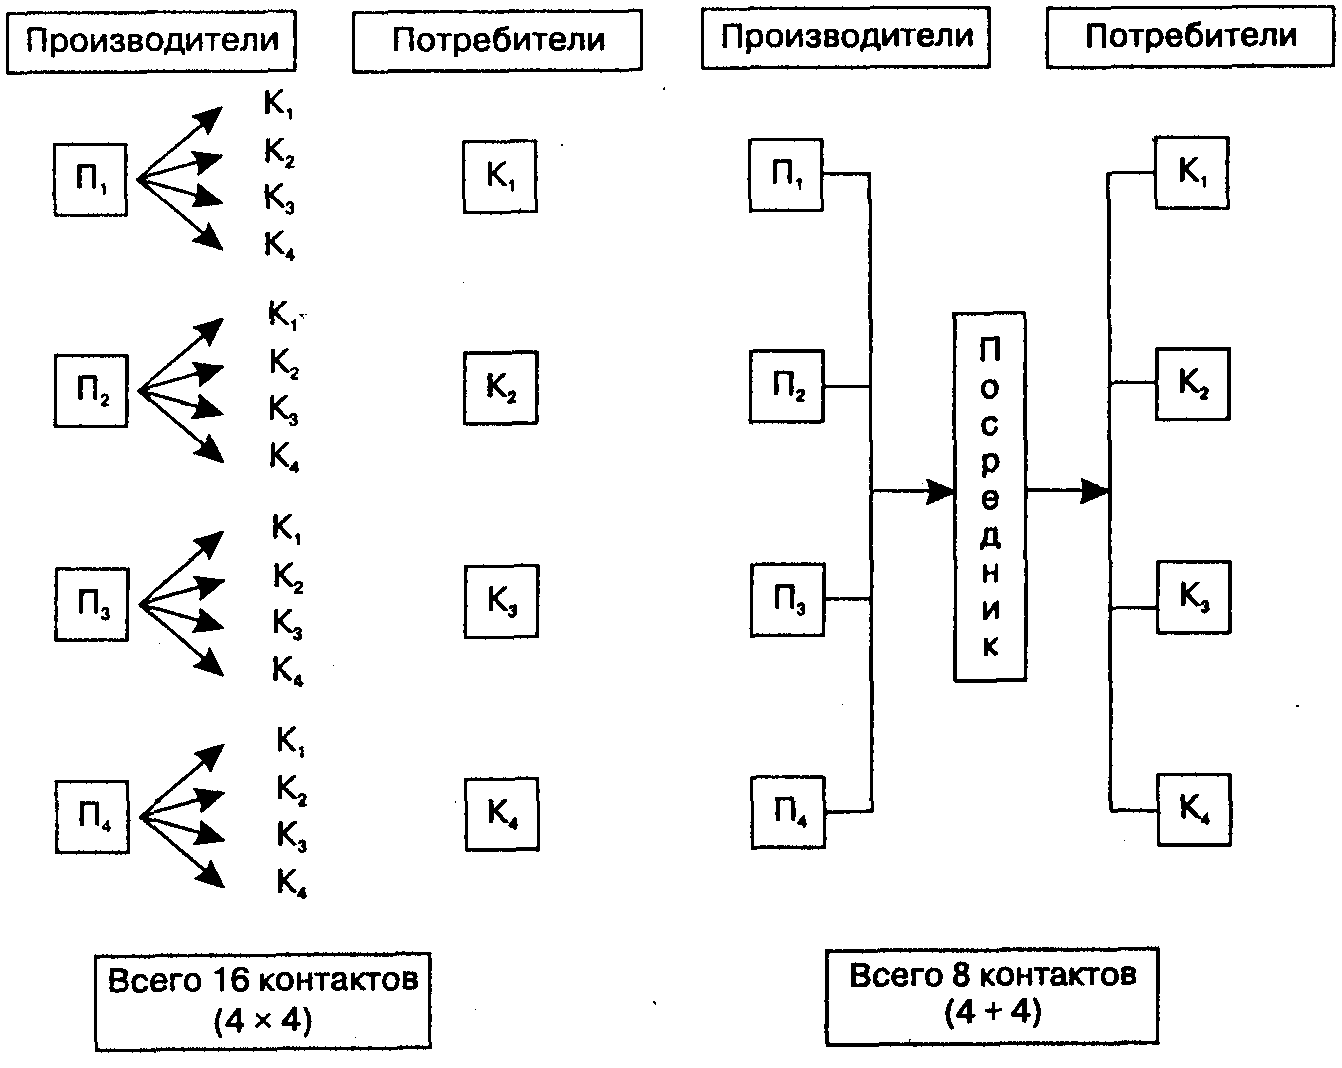 Производители
Потребители
П1
К1
К2
К3
К4
К1
П2
К1
К2
К3
К4
К2
П3
К1
К2
К3
К4
К3
П4
К1
К2
К3
К4
К4
Всего 16 контактов
(4 × 4)
Производители
Потребители
П1
П2
П3
П4
Посредник
К1
К2
К3
К4
Всего 8 контактов
(4 + 4)